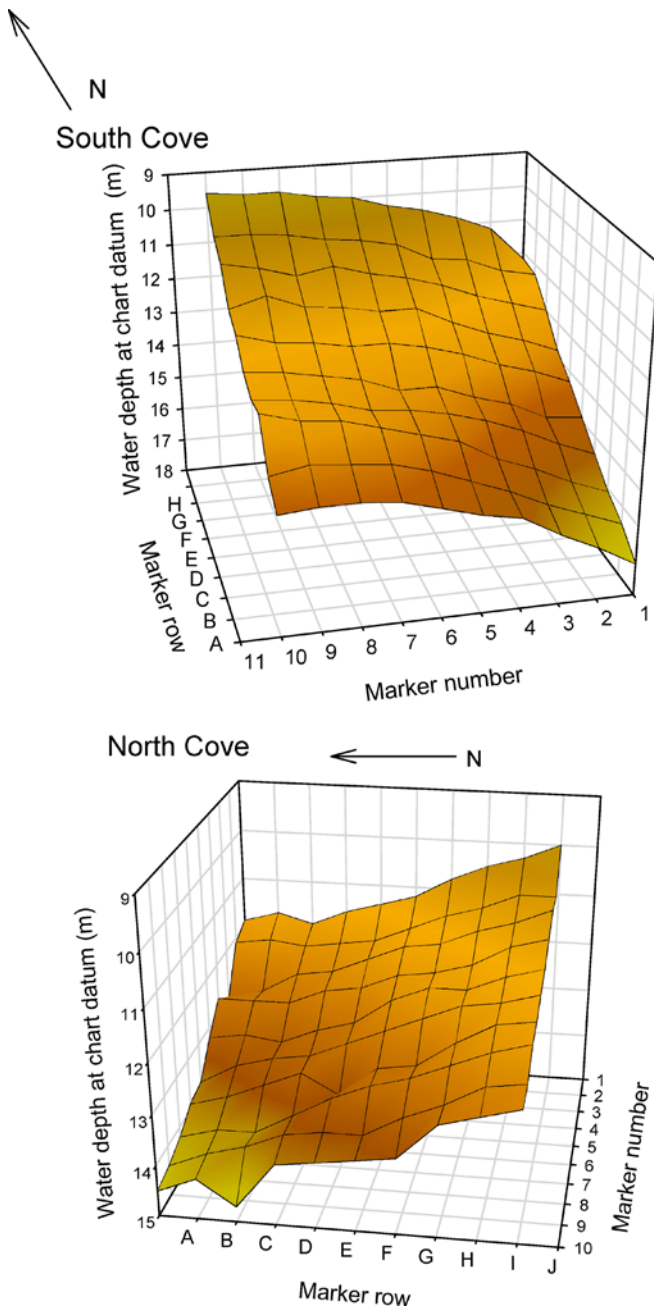 N
South Cove
Water depth at chart datum (m)
9
10
11
12
13
14
15
16
17
18
Marker row
H
G
F
E
D
C
B
A
11 10 9 8 7 6 5 4 3 2 1
Marker number
North Cove
N
Water depth at chart datum (m)
9
10
11
12
13
14
15
A B C D E F G H I J
Marker row
1
2
3
4
5
6
7
8
9
10
Marker number